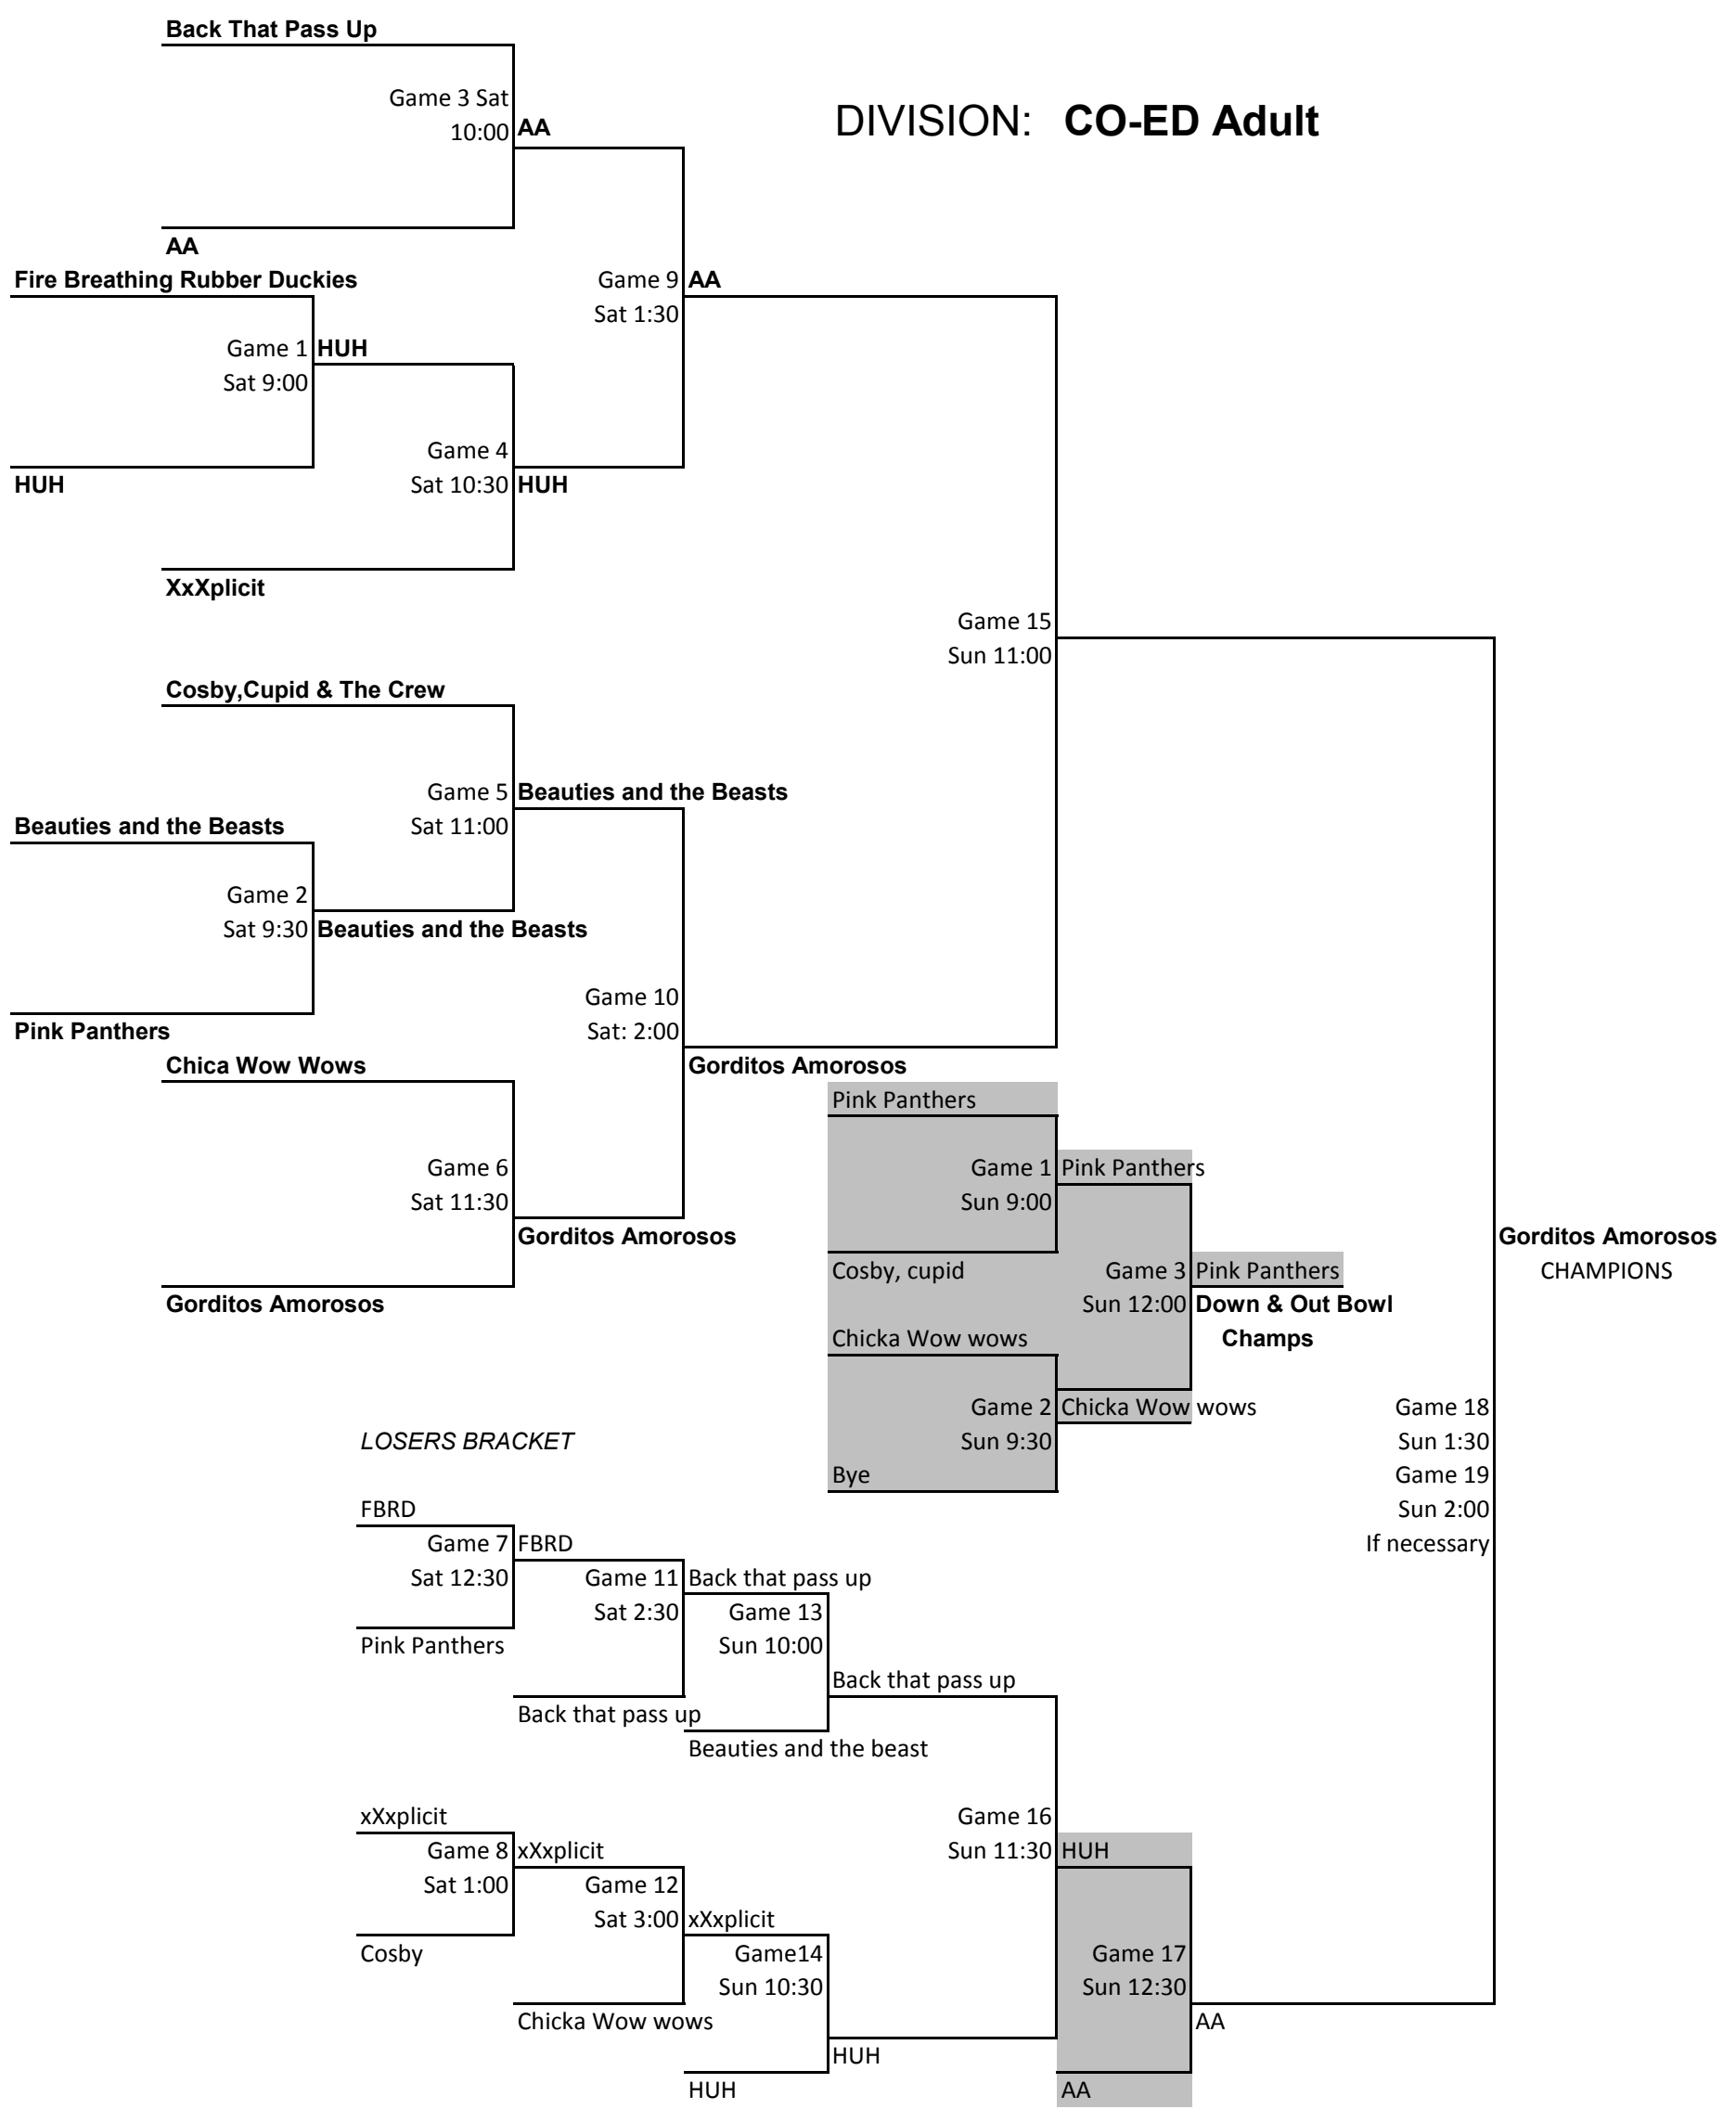 Back That Pass Up
Game 3 Sat
10:00
AA
DIVISION: CO-ED Adult
AA
Fire Breathing Rubber Duckies
Game 9
Sat 1:30
AA
Game 1
Sat 9:00
HUH
Game 4
Sat 10:30
HUH
HUH
XxXplicit
Game 15
Sun 11:00
Cosby,Cupid & The Crew
Game 5
Sat 11:00
Beauties and the Beasts
Beauties and the Beasts
Game 2
Sat 9:30
Beauties and the Beasts
Game 10
Sat: 2:00
Pink Panthers
Chica Wow Wows
Gorditos Amorosos
Pink Panthers
Game 6
Sat 11:30
Game 1
Sun 9:00
Pink Panthers
Gorditos Amorosos
Gorditos Amorosos
CHAMPIONS
Cosby, cupid
Game 3
Sun 12:00
Pink Panthers
Down & Out Bowl
Champs
Gorditos Amorosos
Chicka Wow wows
Game 2
Sun 9:30
Chicka Wow wows
Game 18
Sun 1:30
Game 19
Sun 2:00
If necessary
LOSERS BRACKET
Bye
FBRD
Game 7
Sat 12:30
FBRD
Game 11
Sat 2:30
Back that pass up
Game 13
Sun 10:00
Pink Panthers
Back that pass up
Back that pass up
Beauties and the beast
xXxplicit
Game 16
Sun 11:30
HUH
Game 8
Sat 1:00
xXxplicit
Game 12
Sat 3:00
xXxplicit
Cosby
Game14
Sun 10:30
Game 17
Sun 12:30
Chicka Wow wows
AA
HUH
HUH
AA